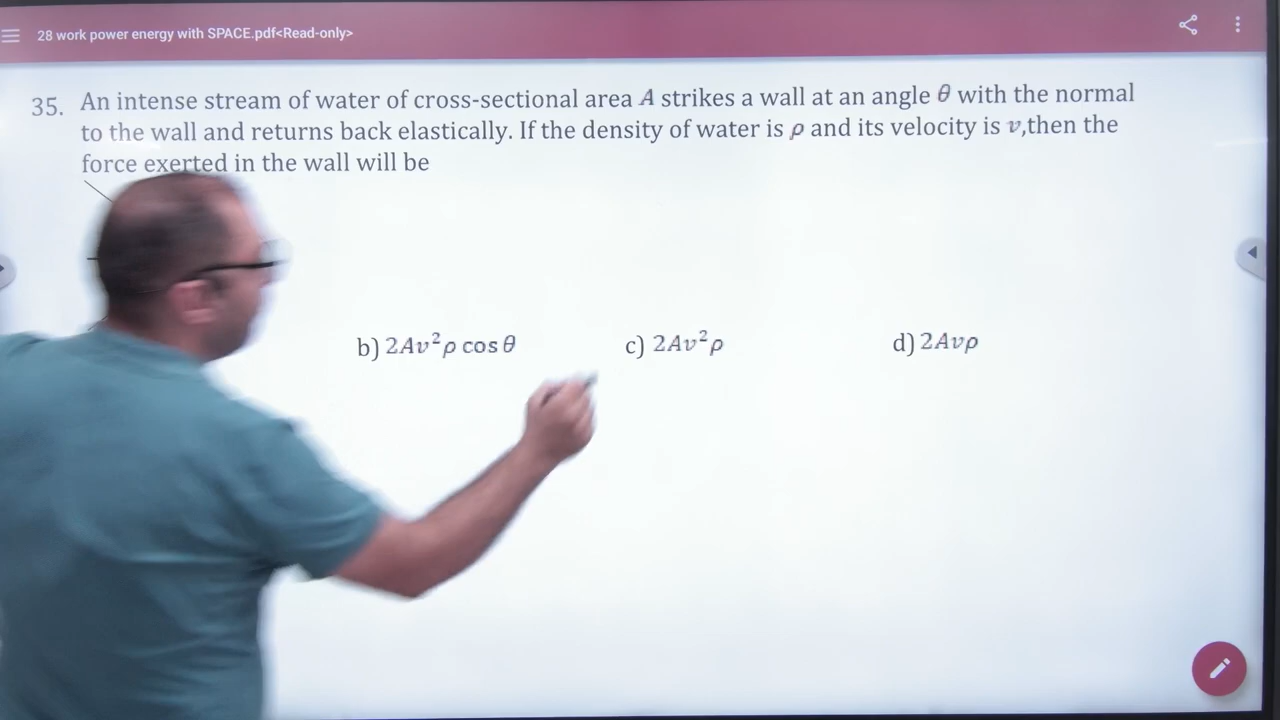 28 work power energy with SPACE.pdf<Read-only>
35. An intense stream of water of cross-sectional area A strikes a wall at an angle θ with the normal
to the wall and returns back elastically. If the density of water is ρ and its velocity is v,then the
force exerted in the wall will be
b) 2Av²ρ cos θ c) 2Av²ρ d) 2Avρ